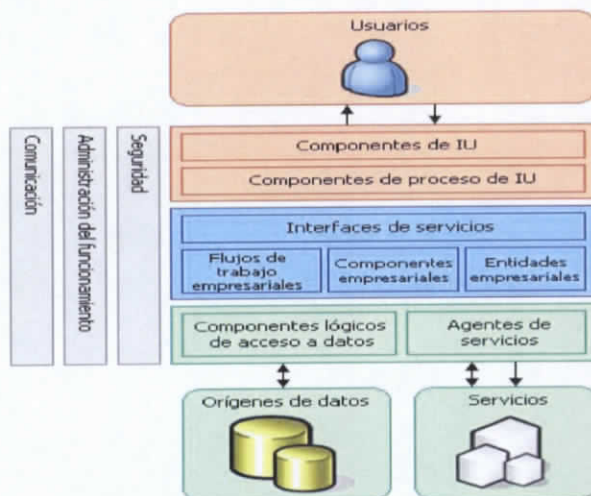 Usuarios
Comunicación
Administración del funcionamiento
Seguridad
Componentes de IU
Componentes de proceso de IU
Interfaces de servicios
Flujos de
trabajo
empresariales
Componentes
empresariales
Entidades
empresariales
Componentes lógicos
de acceso a datos
Agentes de
servicios
Orígenes de datos
Servicios